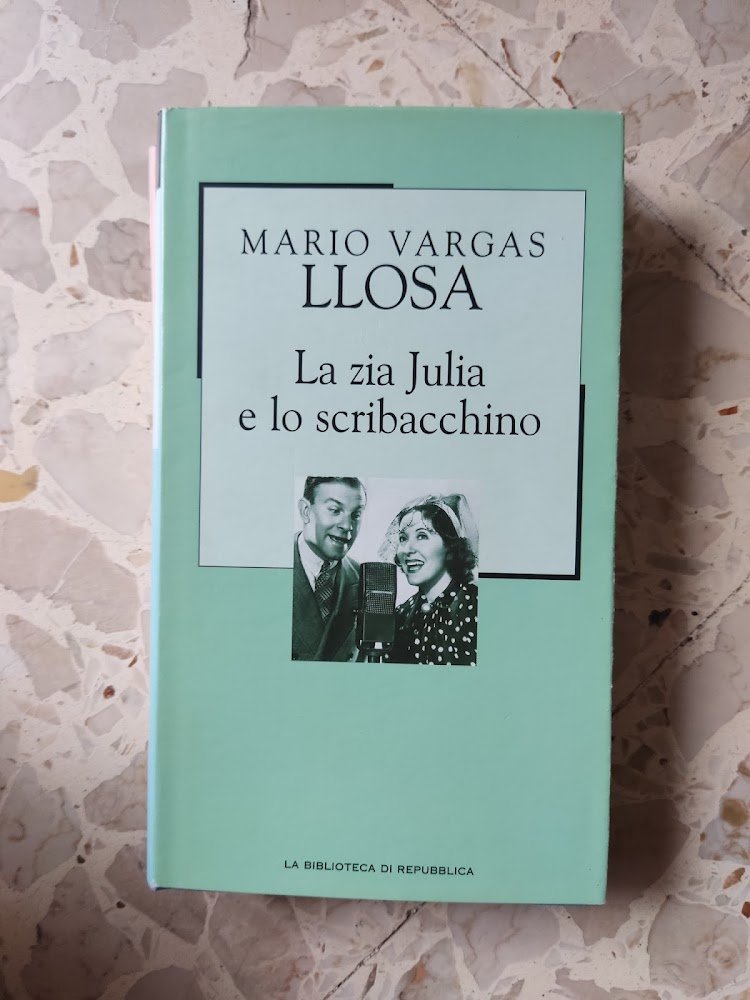 MARIO VARGAS
LLOSA
La zia Julia
e lo scribacchino
LA BIBLIOTECA DI REPUBBLICA